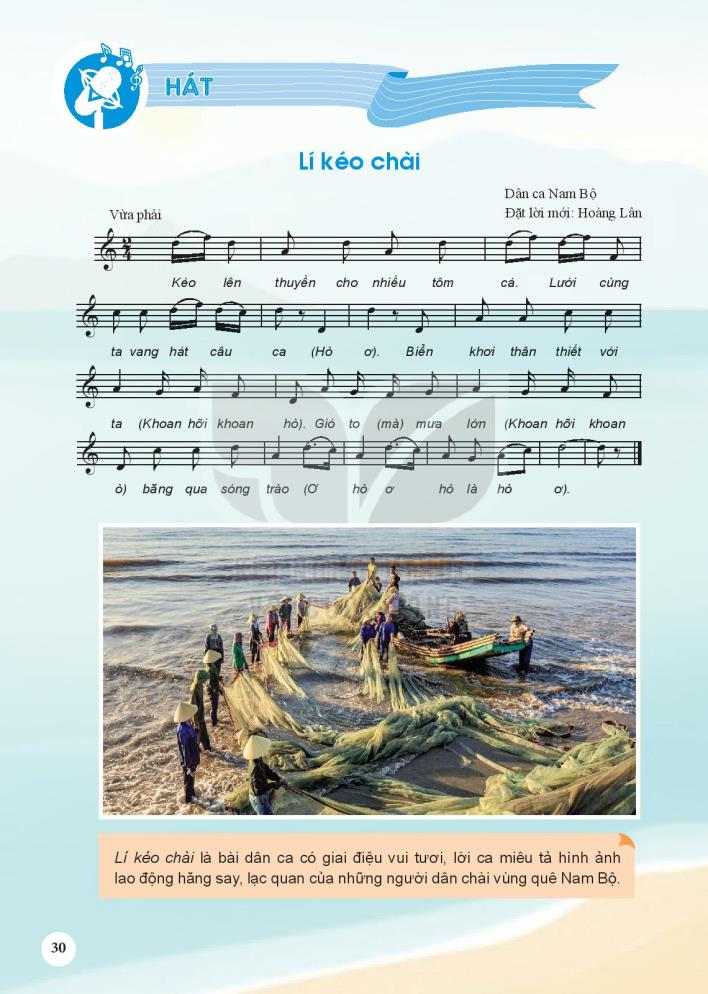 HÁT
Lí kéo chài
Dân ca Nam Bộ
Vừa phải
Đặt lời mới: Hoàng Lân
Kéo lên thuyền cho nhiều tôm cá. Lưới cùng
ta vang hát câu ca (Hò ơ). Biển khơi thân thiết với
ta (Khoan hỡi khoan hò). Gió to (mà) mưa lớn (Khoan hỡi khoan
ò) băng qua sóng trào (Ơ hò ơ hò là hò ơ).
Lí kéo chài là bài dân ca có giai điệu vui tươi, lời ca miêu tả hình ảnh
lao động hăng say, lạc quan của những người dân chài vùng quê Nam Bộ.
30